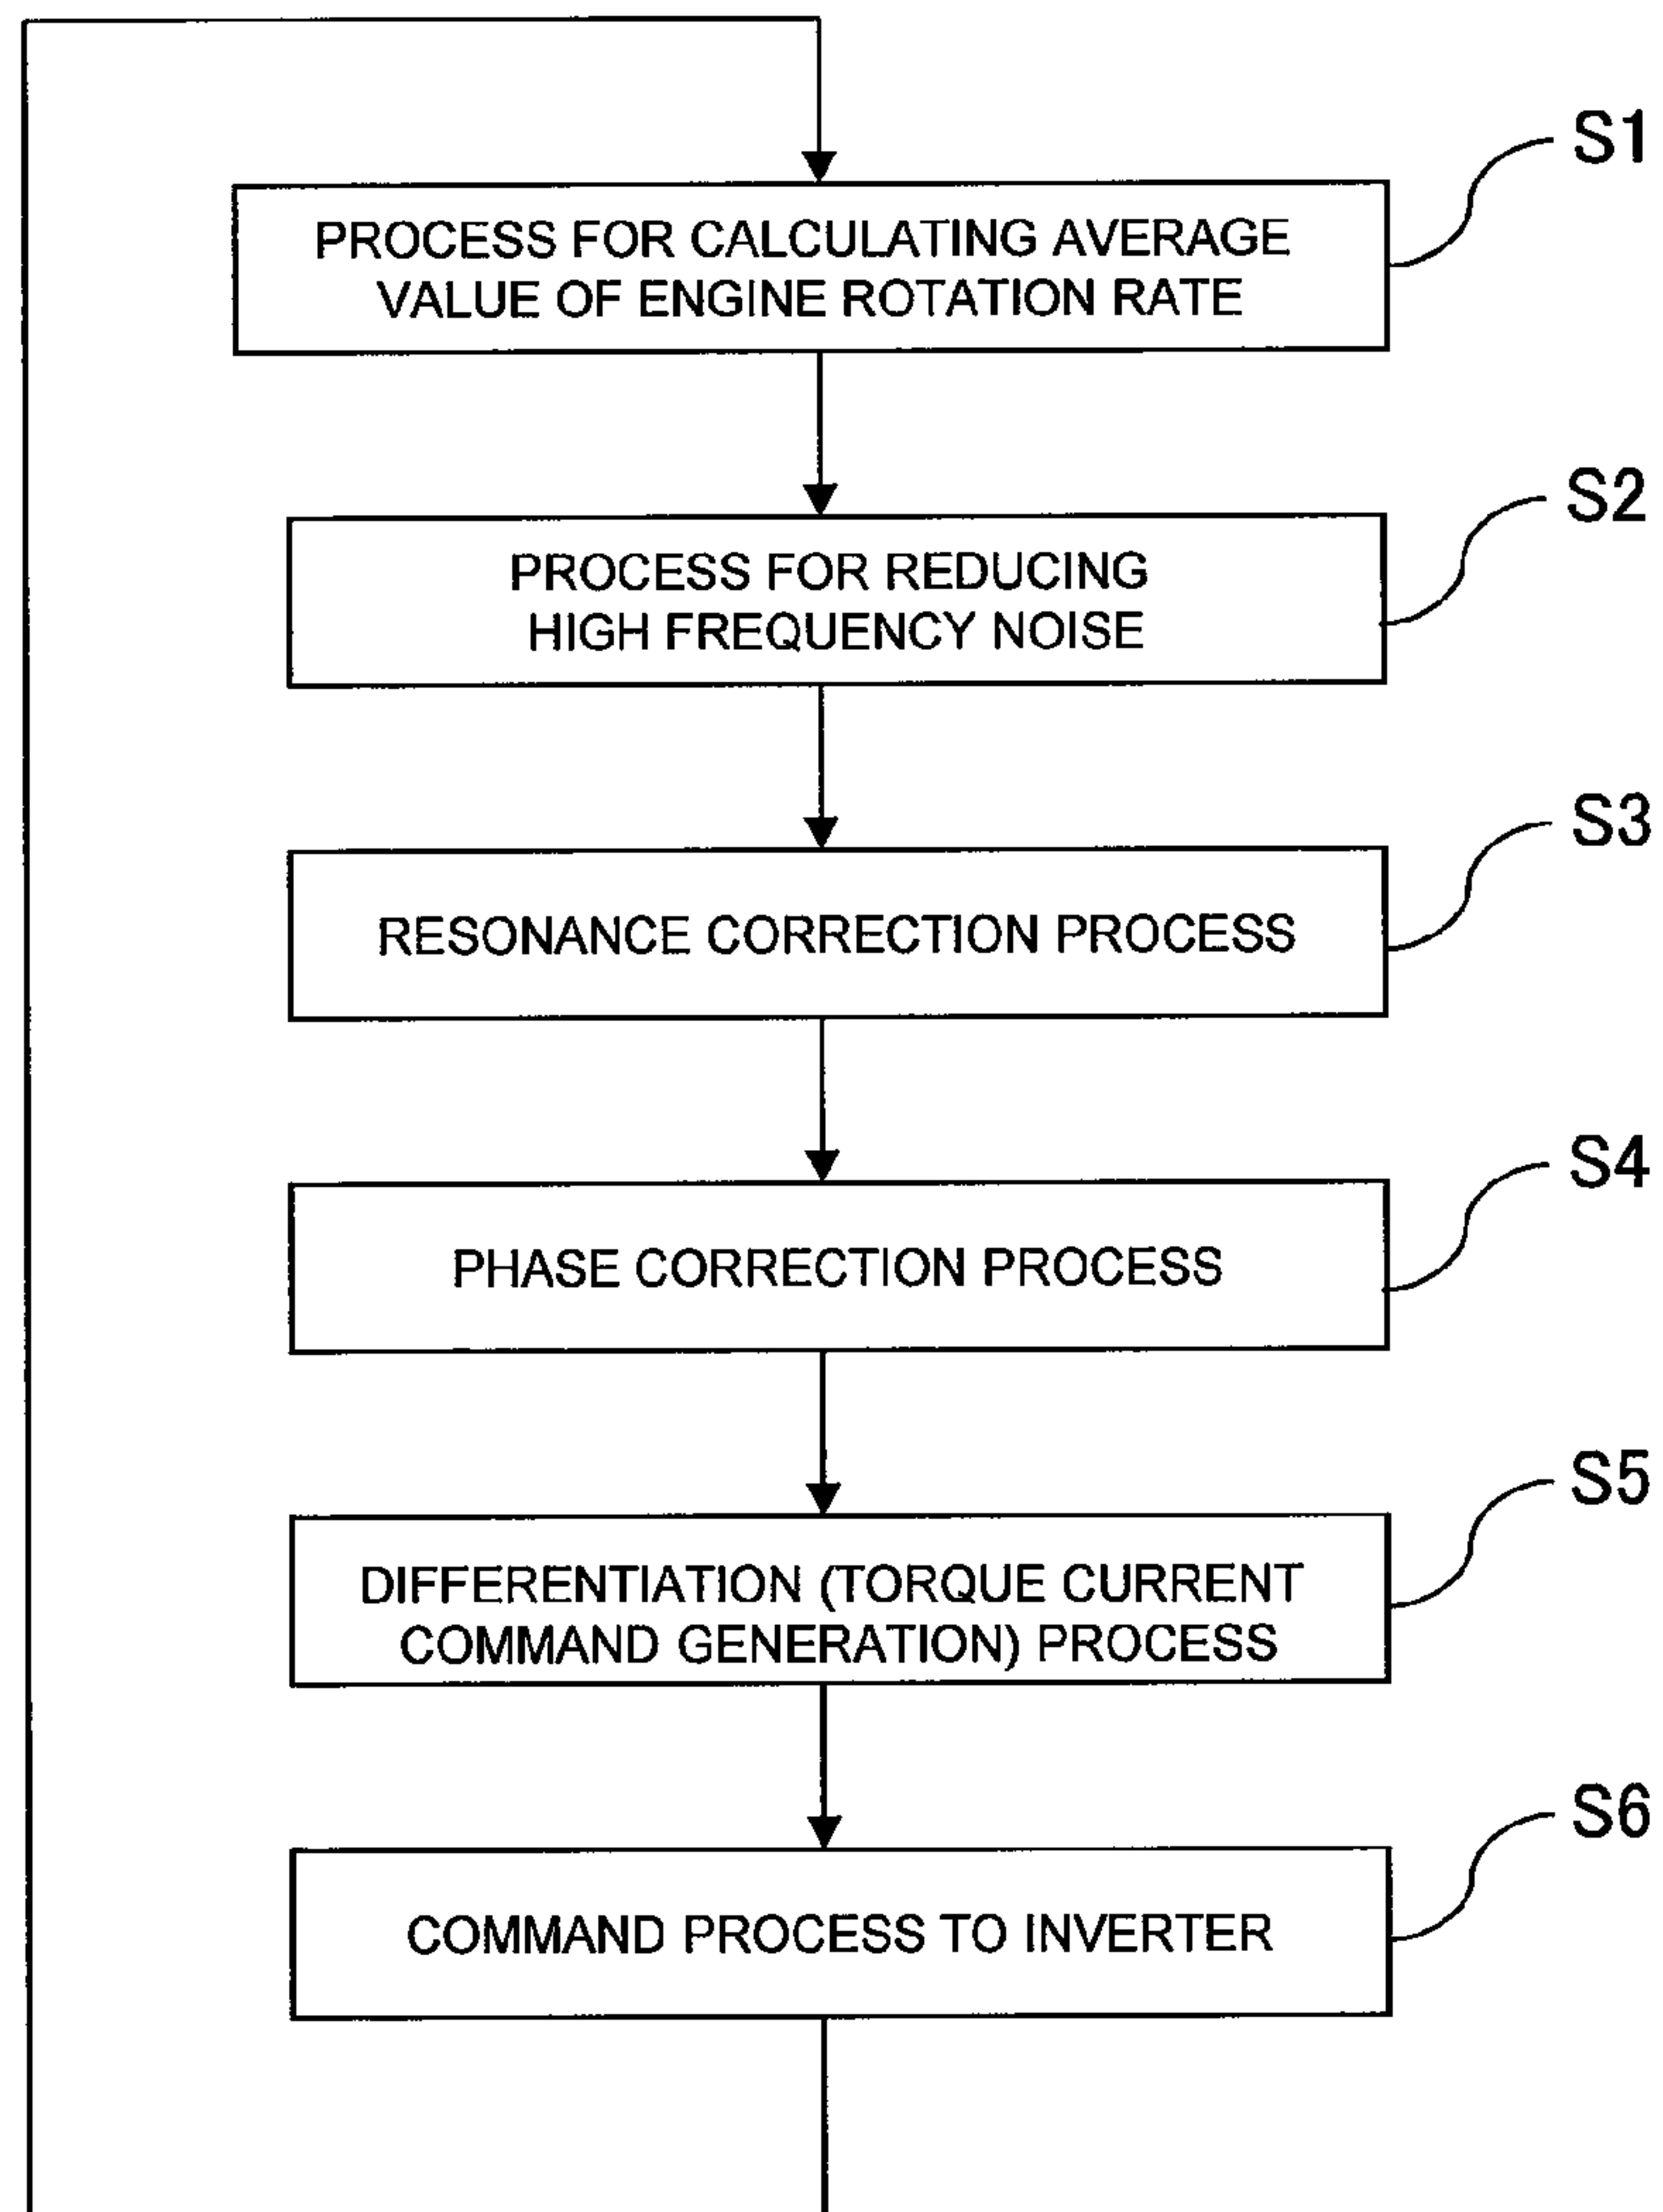 S1
PROCESS FOR CALCULATING AVERAGE
VALUE OF ENGINE ROTATION RATE
S2
PROCESS FOR REDUCING
HIGH FREQUENCY NOISE
S3
RESONANCE CORRECTION PROCESS
S4
PHASE CORRECTION PROCESS
S5
DIFFERENTIATION (TORQUE CURRENT
COMMAND GENERATION) PROCESS
S6
COMMAND PROCESS TO INVERTER